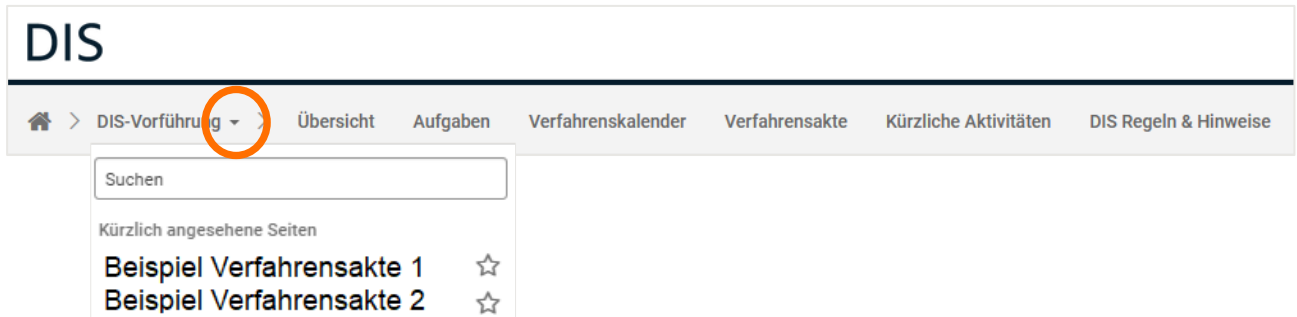 DIS
DIS-Vorführung Übersicht Aufgaben Verfahrenskalender Verfahrensakte Kürzliche Aktivitäten DIS Regeln & Hinweise
Suchen
Kürzlich angesehene Seiten
Beispiel Verfahrensakte 1
Beispiel Verfahrensakte 2